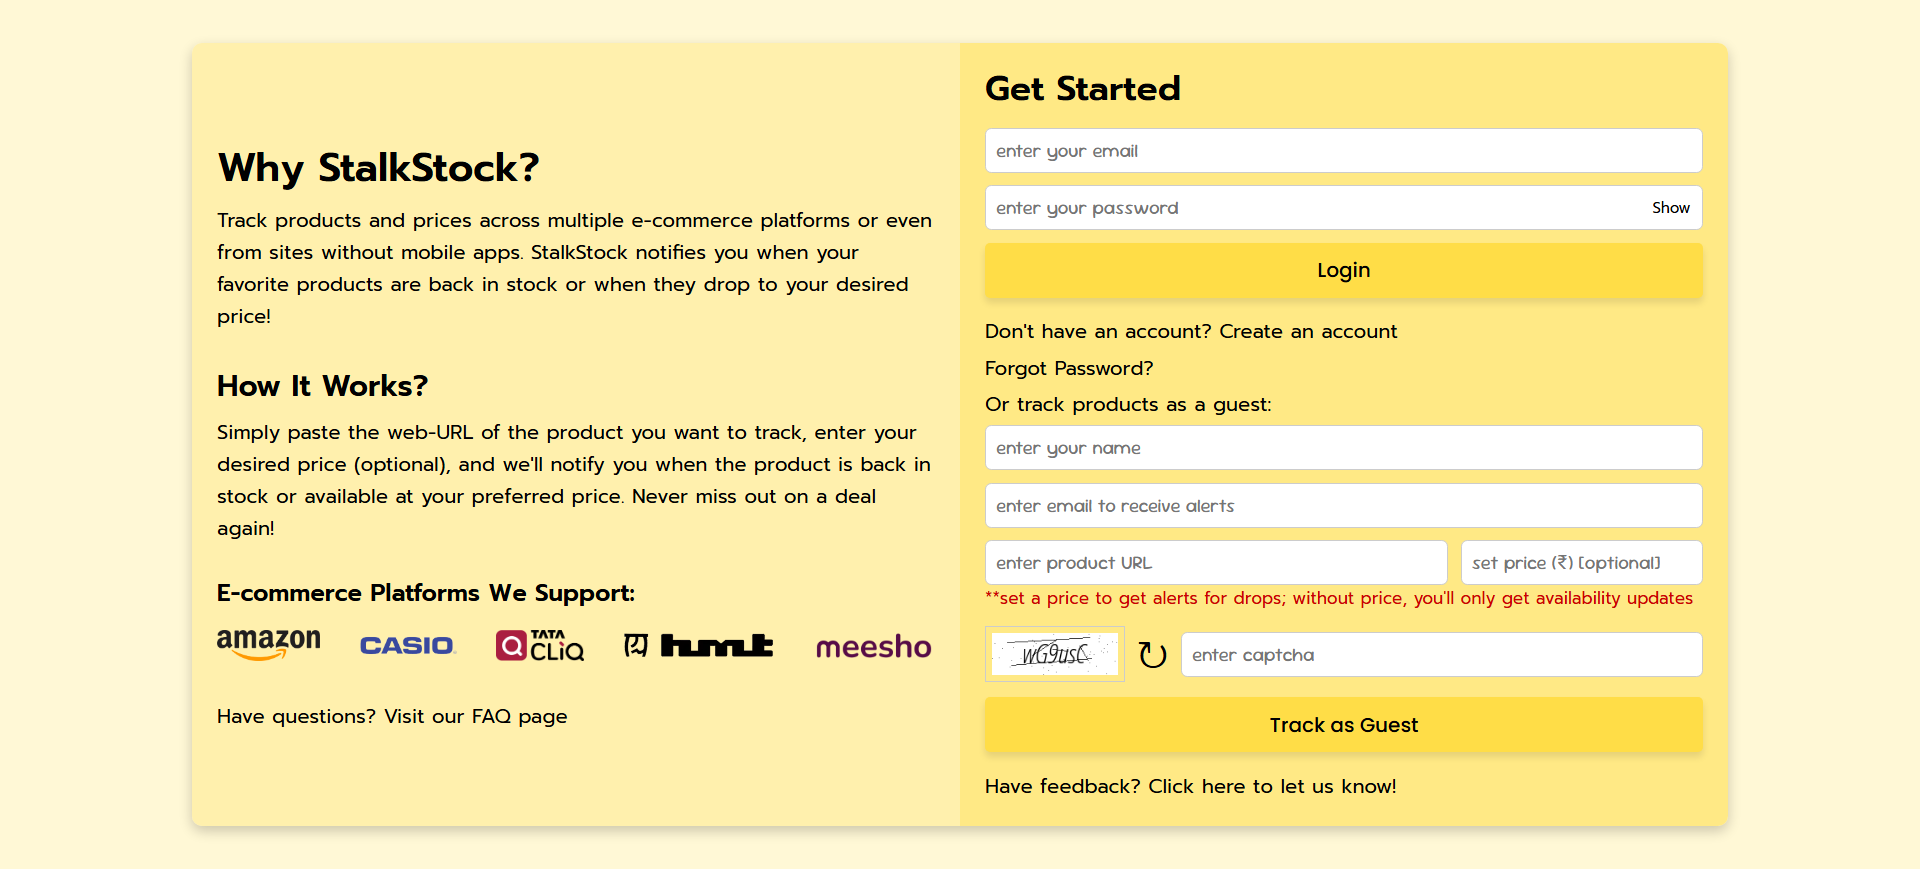 Why StalkStock?
Track products and prices across multiple e-commerce platforms or even
from sites without mobile apps. StalkStock notifies you when your
favorite products are back in stock or when they drop to your desired
price!
How It Works?
Simply paste the web-URL of the product you want to track, enter your
desired price (optional), and we'll notify you when the product is back in
stock or available at your preferred price. Never miss out on a deal
again!
E-commerce Platforms We Support:
amazon CASIO TATA CLiQ hmt meesho
Have questions? Visit our FAQ page
Get Started
enter your email
enter your password Show
Login
Don't have an account? Create an account
Forgot Password?
Or track products as a guest:
enter your name
enter email to receive alerts
enter product URL set price (₹) [optional]
**set a price to get alerts for drops; without price, you'll only get availability updates
wG9usC enter captcha
Track as Guest
Have feedback? Click here to let us know!